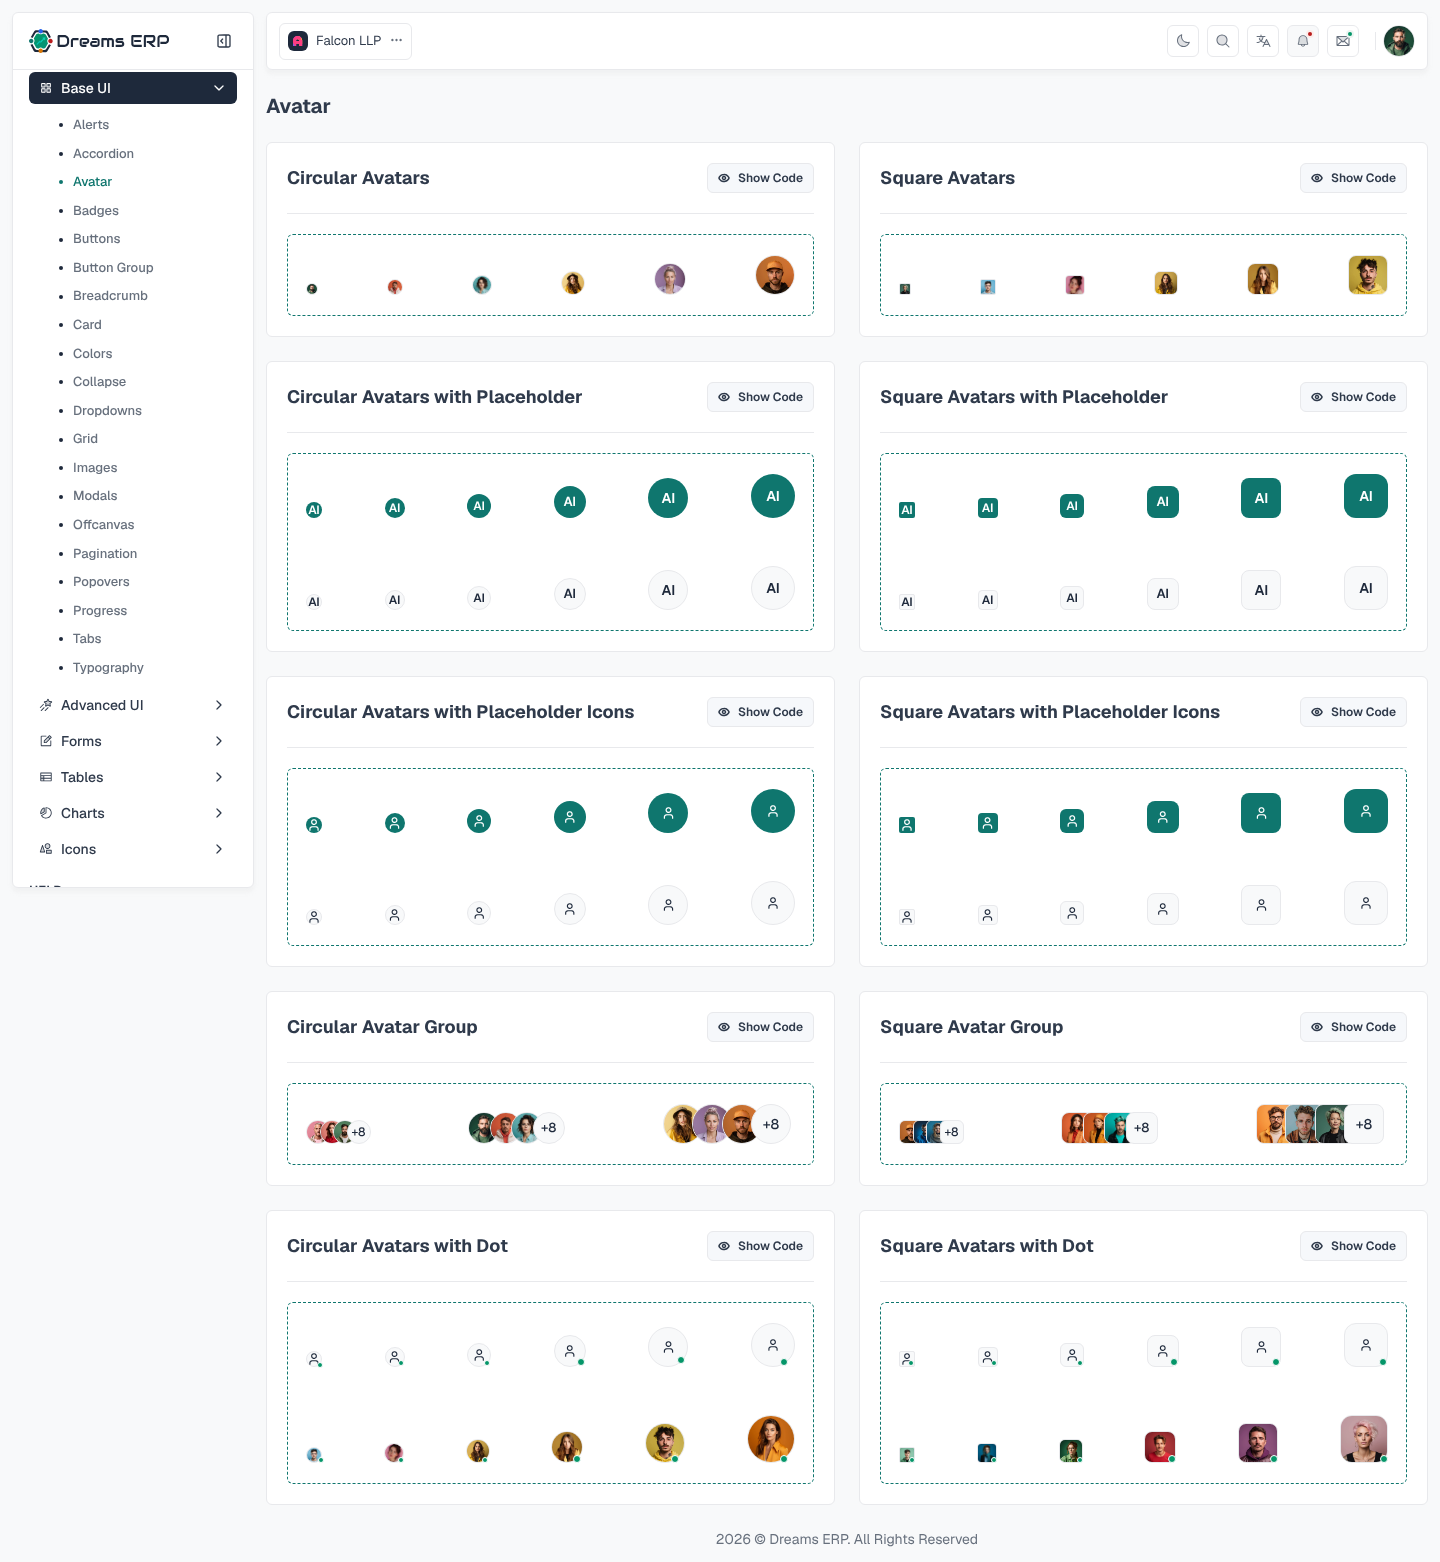 Dreams ERP
Base UI
Alerts
Accordion
Avatar
Badges
Buttons
Button Group
Breadcrumb
Card
Colors
Collapse
Dropdowns
Grid
Images
Modals
Offcanvas
Pagination
Popovers
Progress
Tabs
Typography
Advanced UI
Forms
Tables
Charts
Icons
Falcon LLP
Avatar
Circular Avatars
Show Code
Square Avatars
Show Code
Circular Avatars with Placeholder
Show Code
AI AI AI AI AI AI
AI AI AI AI AI AI
Square Avatars with Placeholder
Show Code
AI AI AI AI AI AI
AI AI AI AI AI AI
Circular Avatars with Placeholder Icons
Show Code
Square Avatars with Placeholder Icons
Show Code
Circular Avatar Group
Show Code
+8 +8 +8
Square Avatar Group
Show Code
+8 +8 +8
Circular Avatars with Dot
Show Code
Square Avatars with Dot
Show Code
2026 © Dreams ERP. All Rights Reserved